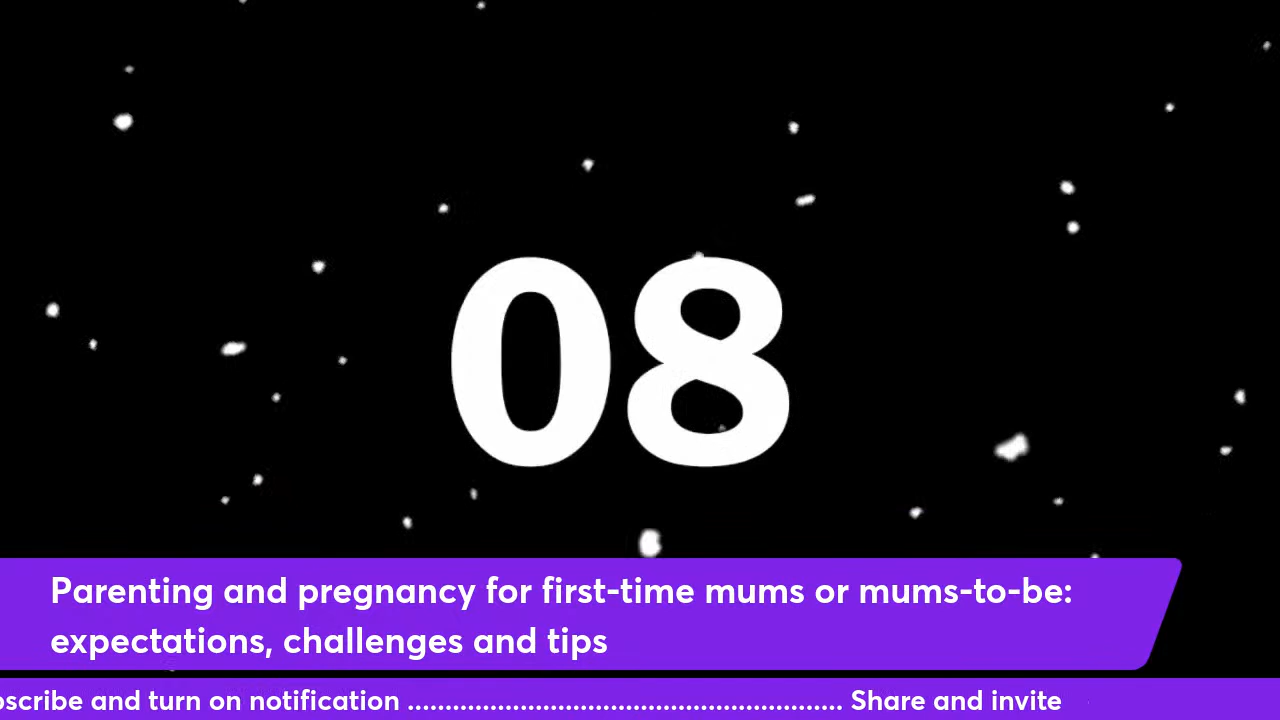 08
Parenting and pregnancy for first-time mums or mums-to-be:
expectations, challenges and tips
and turn on notification .......................................................... Share and invite